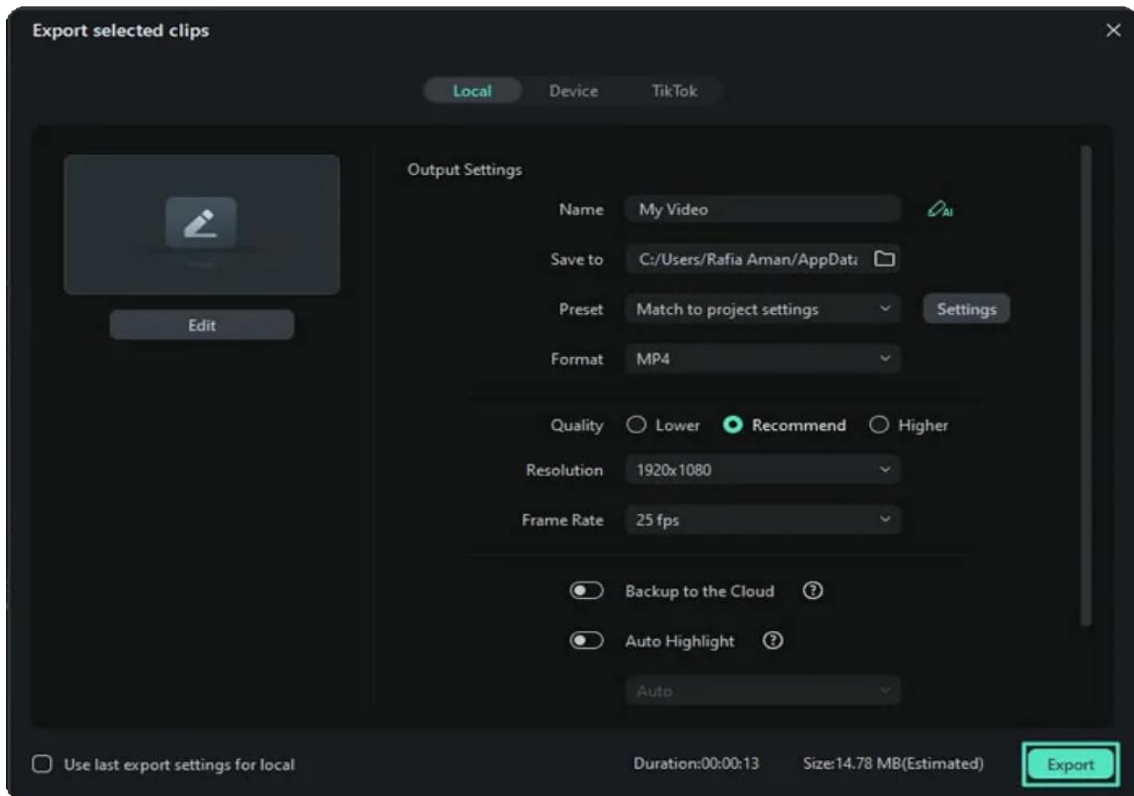 Export selected clips
Local Device TikTok
Output Settings
Name My Video AI
Save to C:/Users/Rafia Aman/AppData
Preset Match to project settings Settings
Format MP4
Edit
Quality Lower Recommend Higher
Resolution 1920x1080
Frame Rate 25 fps
Backup to the Cloud ?
Auto Highlight ?
Auto
Use last export settings for local Duration:00:00:13 Size:14.78 MB(Estimated) Export